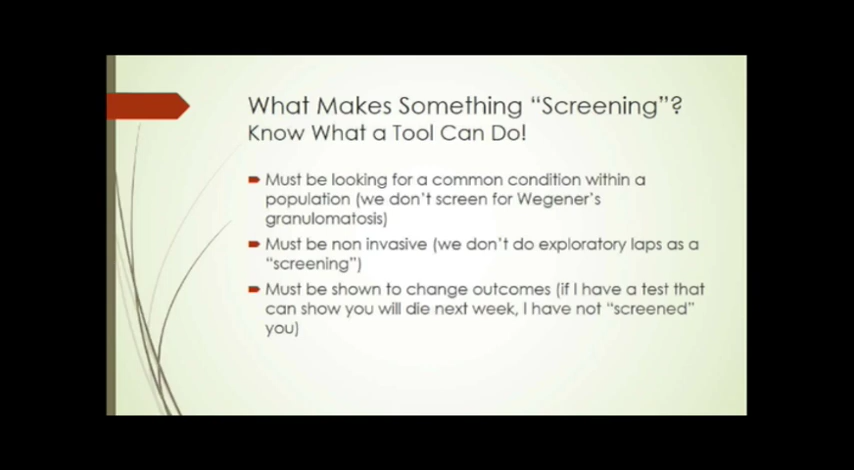 What Makes Something “Screening”?
Know What a Tool Can Do!
Must be looking for a common condition within a
population (we don’t screen for Wegener’s
granulomatosis)
Must be non invasive (we don’t do exploratory laps as a
“screening”)
Must be shown to change outcomes (if I have a test that
can show you will die next week, I have not “screened”
you)